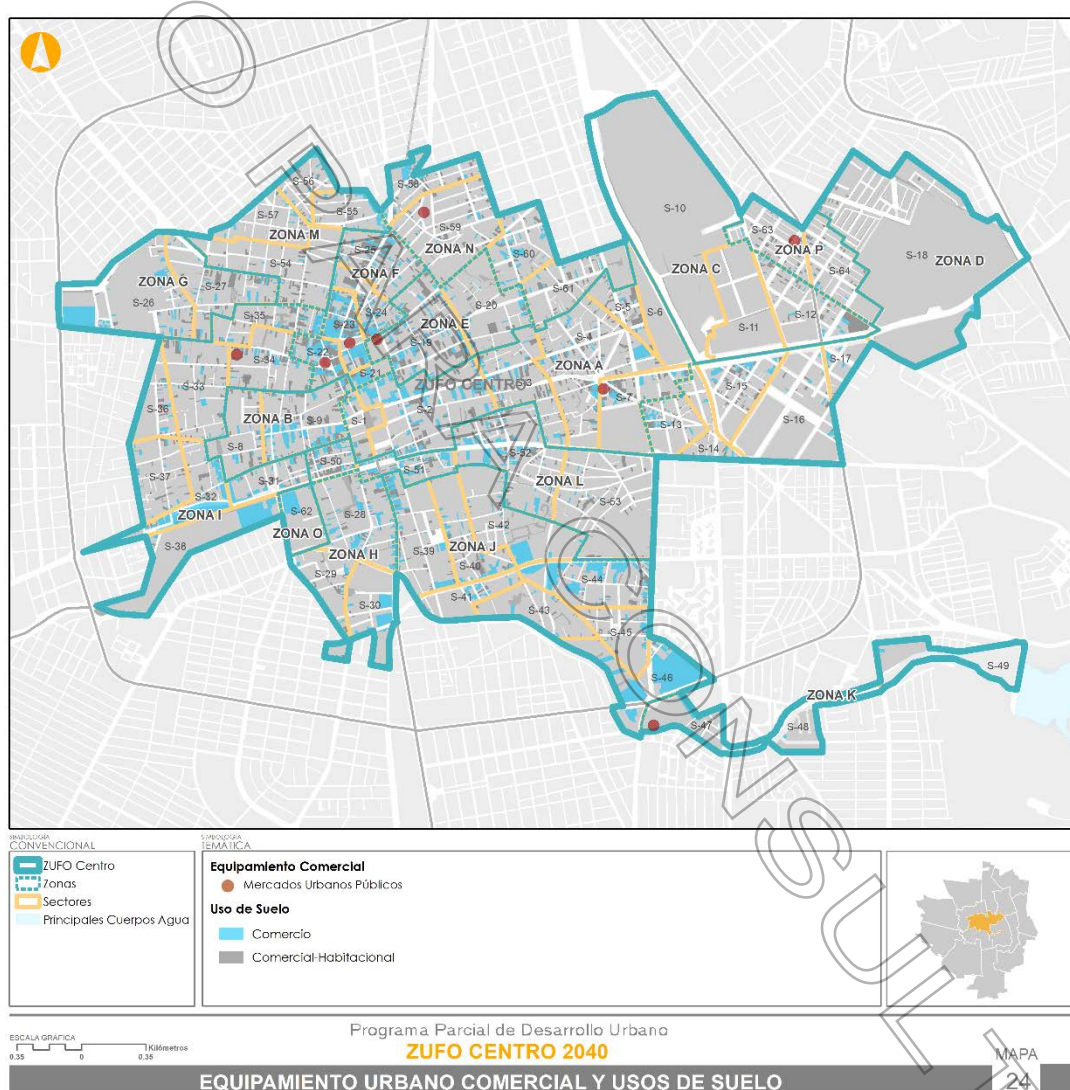 S-56
S-58
S-57
S-55
S-59
ZONA M
S-10
S-63
ZONA P
S-25
ZONA N
S-54
S-60
S-64
S-18
ZONA D
ZONA G
S-27
ZONA F
ZONA C
S-26
S-61
S-35
S-24
S-20
S-5
S-6
S-12
S-23
ZONA E
S-11
S-34
S-22
S-19
S-4
S-17
S-21
ZONA A
S-33
ZUFO CENTRO
S-15
S-7
S-36
ZONA B
S-9
S-1
S-2
S-16
S-13
S-8
S-14
S-50
S-52
S-37
S-31
S-51
ZONA L
S-32
S-53
ZONA I
S-62
S-28
S-42
ZONA O
S-38
ZONA H
S-39
ZONA J
S-29
S-40
S-44
S-30
S-41
S-43
S-45
S-46
S-49
ZONA K
S-47
S-48
SIMBOLOGÍA
CONVENCIONAL
ZUFO Centro
Zonas
Sectores
Principales Cuerpos Agua
SIMBOLOGÍA
TEMÁTICA
Equipamiento Comercial
Mercados Urbanos Públicos
Uso de Suelo
Comercio
Comercial-Habitacional
ESCALA GRÁFICA
Kilómetros
0.35 0 0.35
Programa Parcial de Desarrollo Urbano
ZUFO CENTRO 2040
MAPA
24
EQUIPAMIENTO URBANO COMERCIAL Y USOS DE SUELO